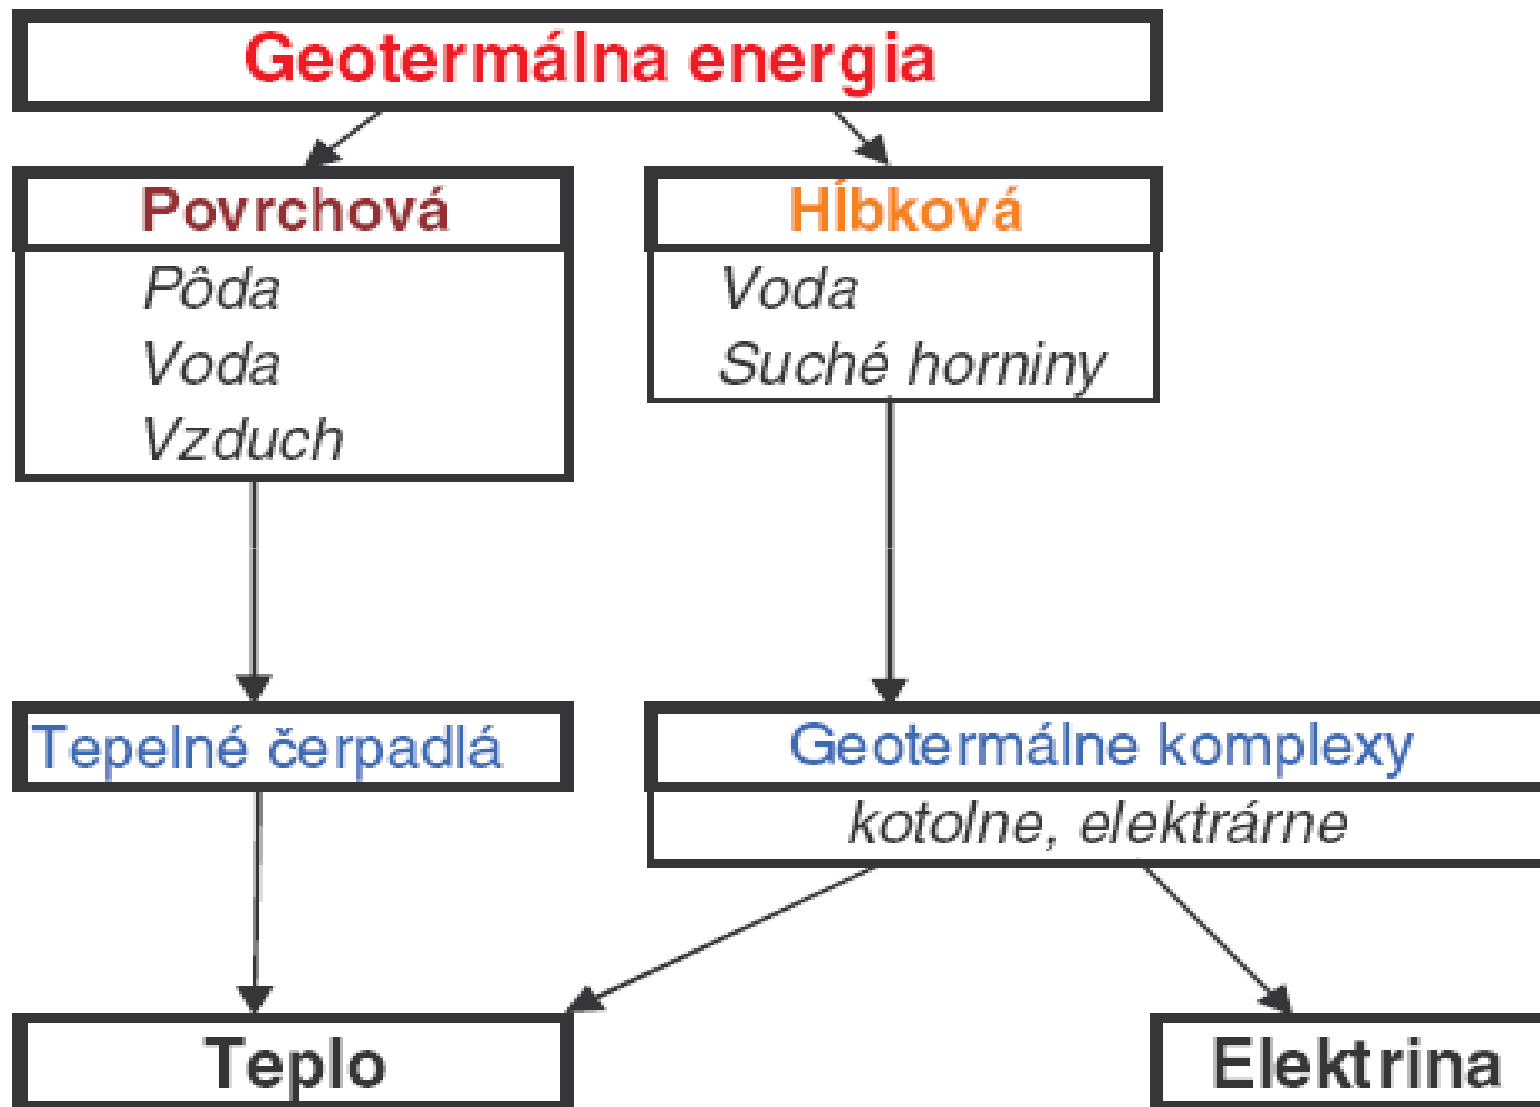 Geotermálna energia
Povrchová
Pôda
Voda
Vzduch
Hĺbková
Voda
Suché horniny
Tepelné čerpadlá
Geotermálne komplexy
kotolne, elektrárne
Teplo
Elektrina